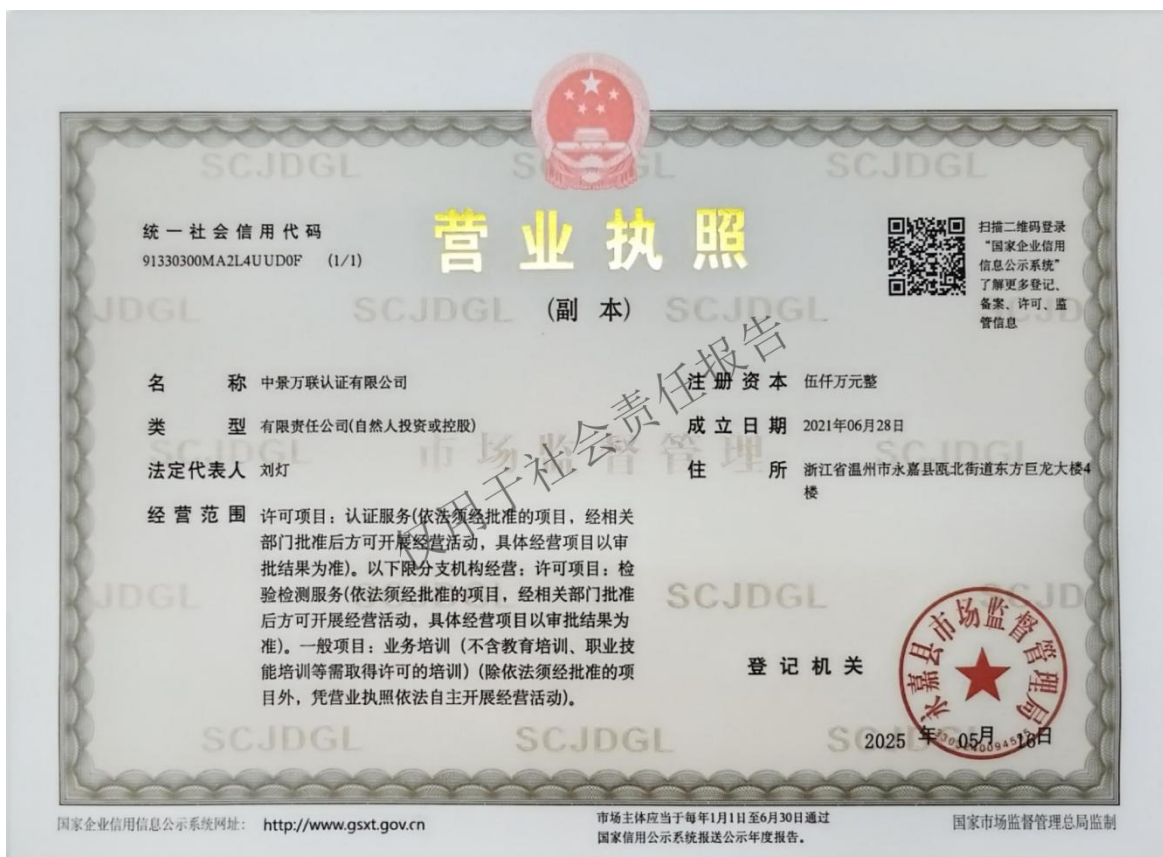 统一社会信用代码
91330300MA2L4UUD0F (1/1)
营业执照
(副 本)
扫描二维码登录
“国家企业信用
信息公示系统”
了解更多登记、
备案、许可、监
管信息
名 称 中景万联认证有限公司
类 型 有限责任公司(自然人投资或控股)
法定代表人 刘灯
经营范围 许可项目：认证服务(依法须经批准的项目，经相关
部门批准后方可开展经营活动，具体经营项目以审
批结果为准)。以下限分支机构经营：许可项目：检
验检测服务(依法须经批准的项目，经相关部门批准
后方可开展经营活动，具体经营项目以审批结果为
准)。一般项目：业务培训（不含教育培训、职业技
能培训等需取得许可的培训）(除依法须经批准的项
目外，凭营业执照依法自主开展经营活动)。
注册资本 伍仟万元整
成立日期 2021年06月28日
住 所 浙江省温州市永嘉县瓯北街道东方巨龙大楼4
楼
仅用于社会责任报告
市场监督管理
SCJDGL
登记机关
永嘉县市场监督管理局
2025 年 05月 16日
国家企业信用信息公示系统网址： http://www.gsxt.gov.cn
市场主体应当于每年1月1日至6月30日通过
国家信用公示系统报送公示年度报告。
国家市场监督管理总局监制